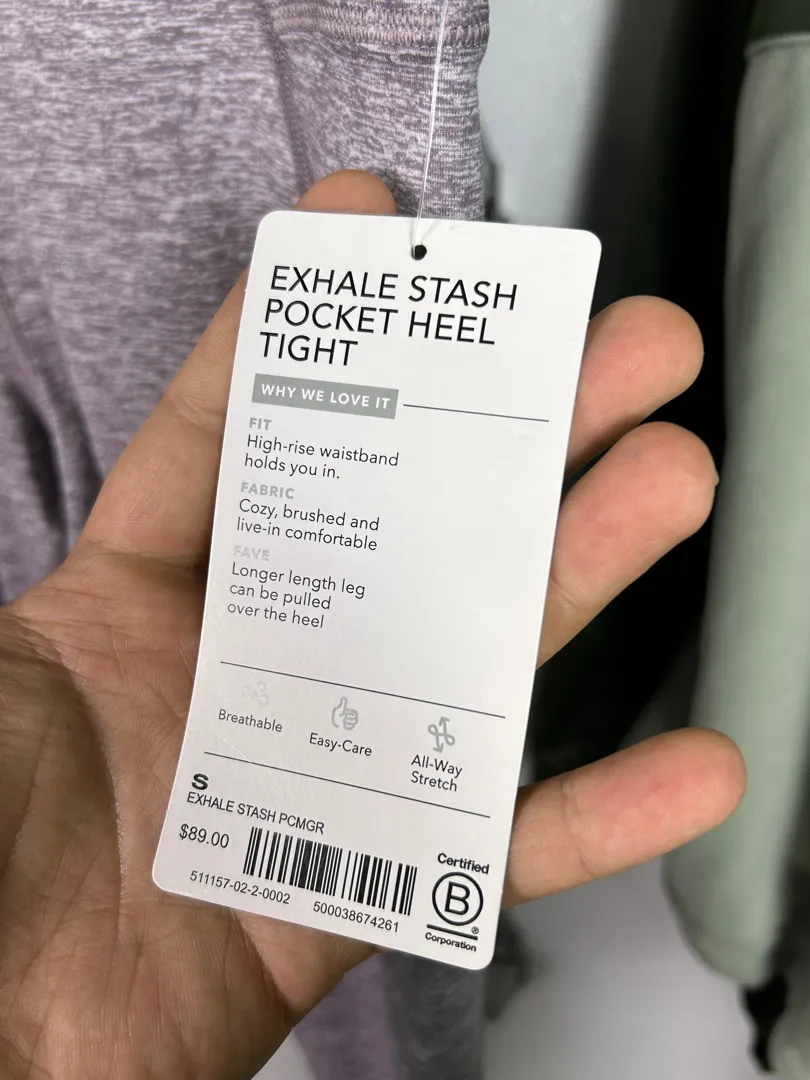 EXHALE STASH
POCKET HEEL
TIGHT
WHY WE LOVE IT
FIT
High-rise waistband
holds you in.
FABRIC
Cozy, brushed and
live-in comfortable
FAVE
Longer length leg
can be pulled
over the heel
Breathable
Easy-Care
All-Way
Stretch
S
EXHALE STASH PCMGR
$89.00
511157-02-2-0002
500038674261
Certified
B
®
Corporation